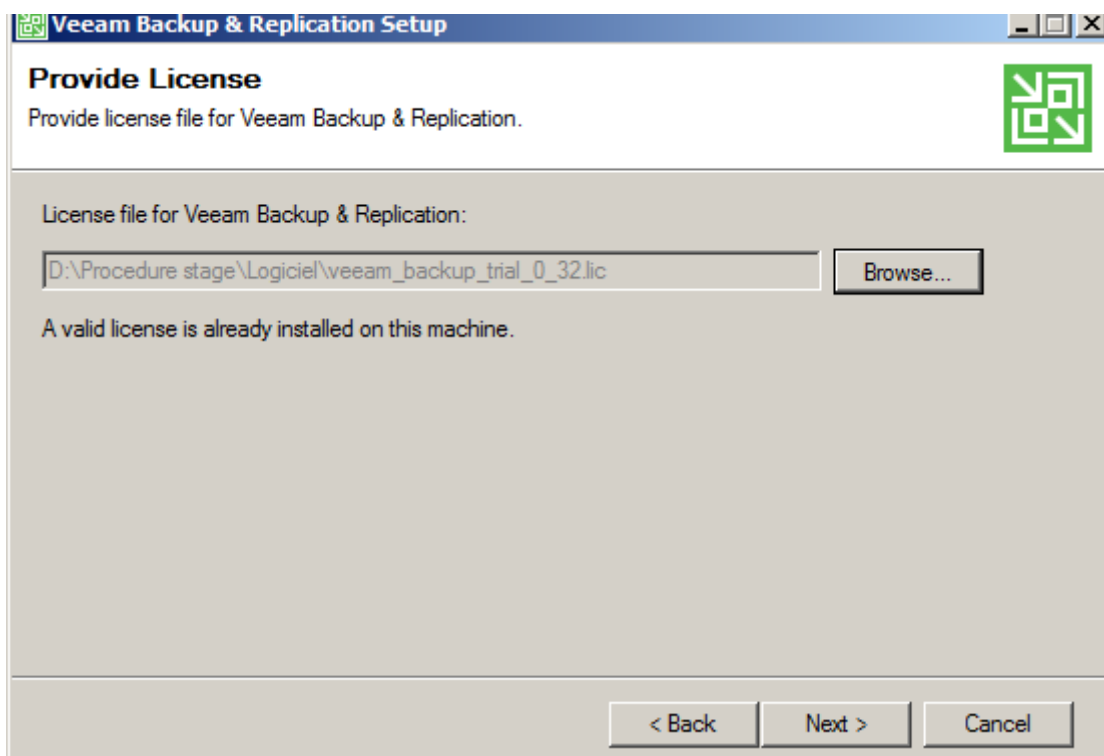 Veeam Backup & Replication Setup
Provide License
Provide license file for Veeam Backup & Replication.
License file for Veeam Backup & Replication:
D:\Procedure stage\Logiciel\veeam_backup_trial_0_32.lic
Browse...
A valid license is already installed on this machine.
< Back
Next >
Cancel